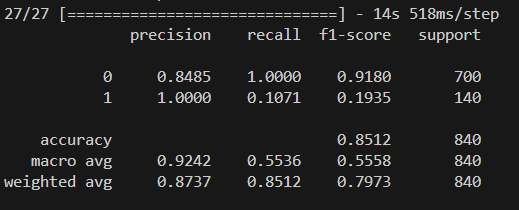 27/27 [==============================] - 14s 518ms/step
              precision    recall  f1-score   support

           0     0.8485    1.0000    0.9180       700
           1     1.0000    0.1071    0.1935       140

    accuracy                         0.8512       840
   macro avg     0.9242    0.5536    0.5558       840
weighted avg     0.8737    0.8512    0.7973       840